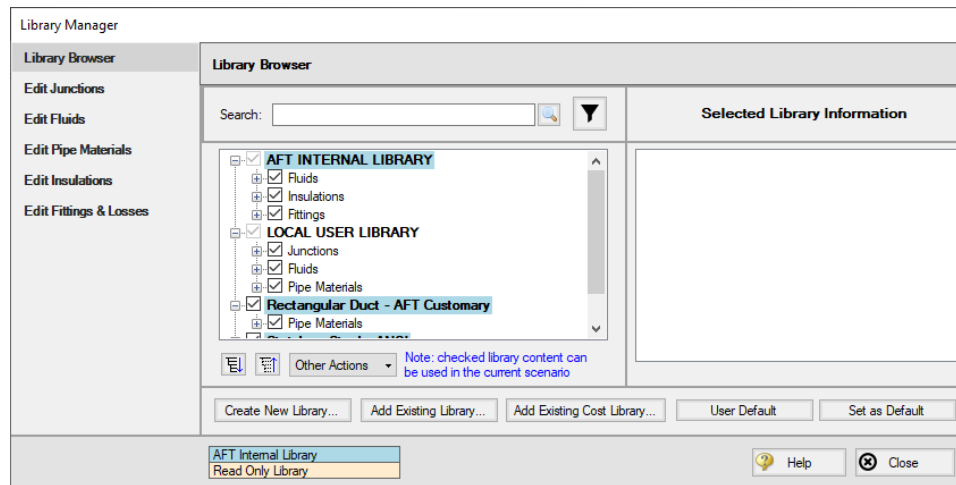 Library Manager
Library Browser
Edit Junctions
Edit Fluids
Edit Pipe Materials
Edit Insulations
Edit Fittings & Losses
Library Browser
Search:
Selected Library Information
AFT INTERNAL LIBRARY
Fluids
Insulations
Fittings
LOCAL USER LIBRARY
Junctions
Fluids
Pipe Materials
Rectangular Duct - AFT Customary
Pipe Materials
Other Actions
Note: checked library content can
be used in the current scenario
Create New Library...
Add Existing Library...
Add Existing Cost Library...
User Default
Set as Default
AFT Internal Library
Read Only Library
Help
Close